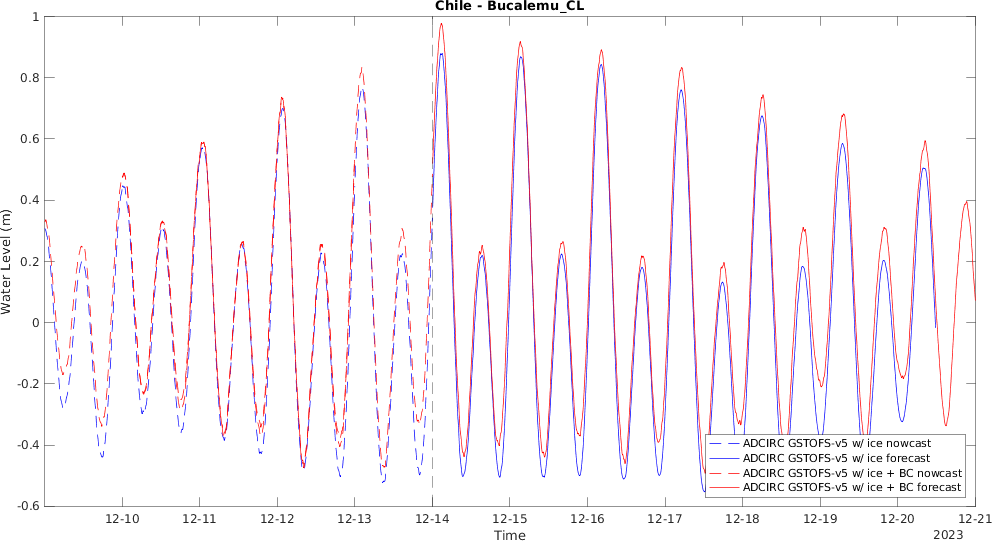 Chile - Bucalemu_CL
Water Level (m)
1
0.8
0.6
0.4
0.2
0
-0.2
-0.4
-0.6
ADCIRC GSTOFS-v5 w/ ice nowcast
ADCIRC GSTOFS-v5 w/ ice forecast
ADCIRC GSTOFS-v5 w/ ice + BC nowcast
ADCIRC GSTOFS-v5 w/ ice + BC forecast
12-10 12-11 12-12 12-13 12-14 12-15 12-16 12-17 12-18 12-19 12-20 12-21
Time
2023